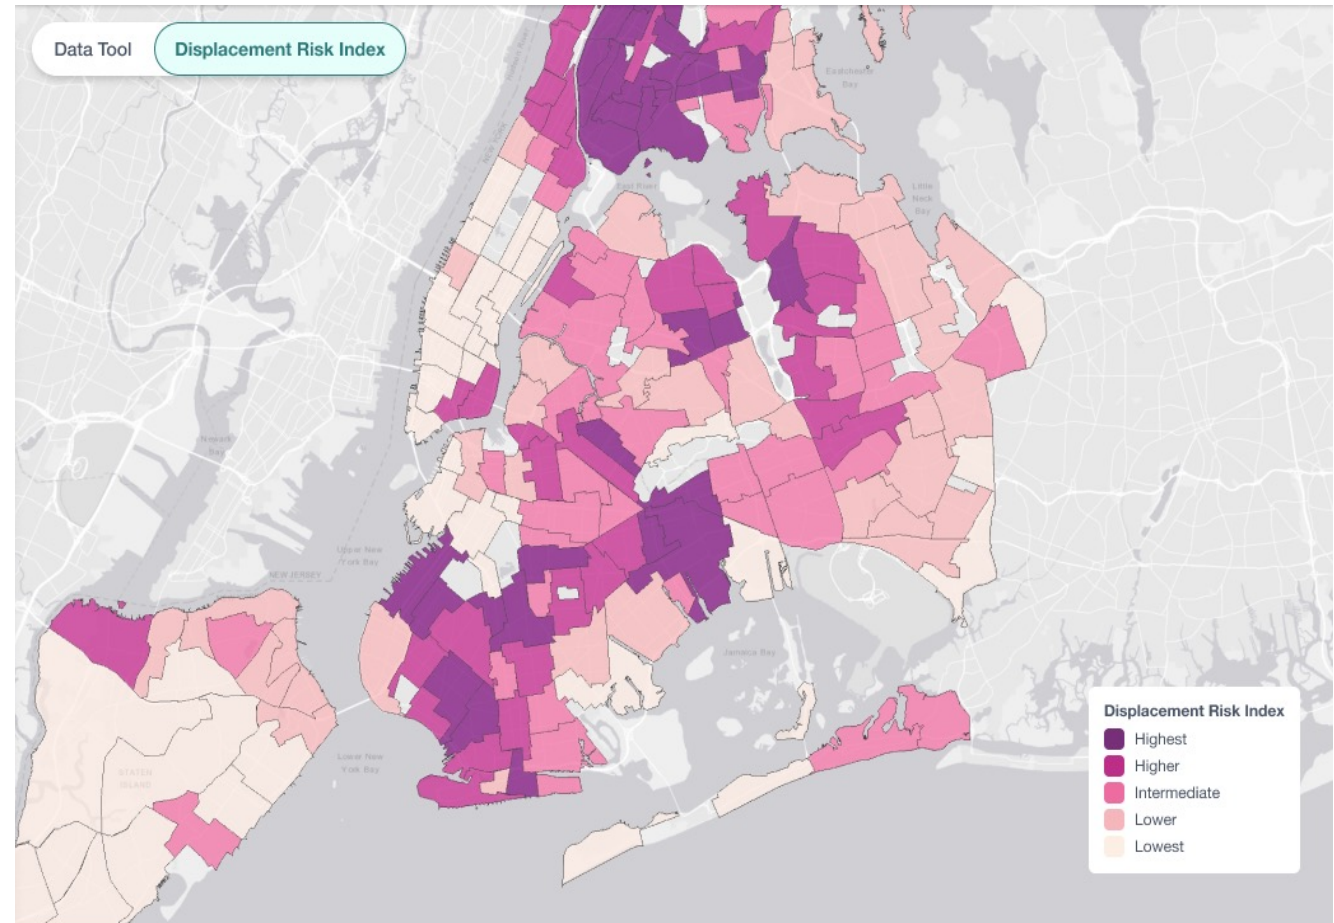 Data Tool
Displacement Risk Index
Eastchester
Bay
East River
Little
Neck
Bay
Newark
Bay
Upper New
York Bay
NEW JERSEY
Jamaica Bay
STATEN
ISLAND
Lower New
York Bay
Displacement Risk Index
Highest
Higher
Intermediate
Lower
Lowest